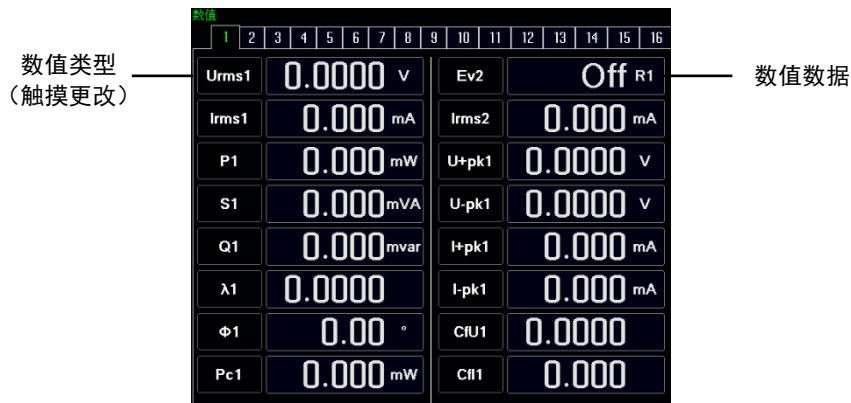 数值
1 2 3 4 5 6 7 8 9 10 11 12 13 14 15 16
数值类型
（触摸更改）
数值数据
Urms1 0.0000 V Ev2 Off R1
Irms1 0.000 mA Irms2 0.000 mA
P1 0.000 mW U+pk1 0.0000 V
S1 0.000 mVA U-pk1 0.0000 V
Q1 0.000 mvar I+pk1 0.000 mA
λ1 0.0000 I-pk1 0.000 mA
Φ1 0.00 ° CfU1 0.0000
Pc1 0.000 mW CfI1 0.000